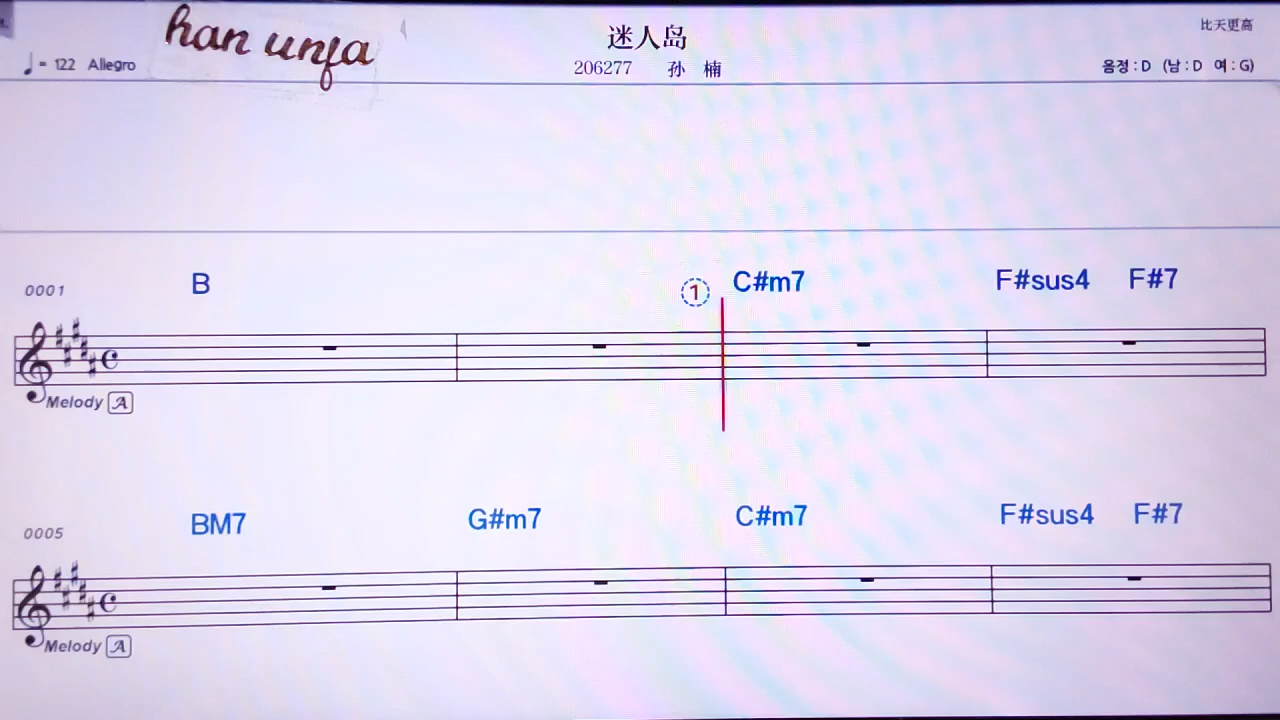 han unfa
迷人岛
比天更高
♩= 122 Allegro
206277 孙 楠
음정 : D (남 : D 여 : G)
0001
B
①
C#m7
F#sus4
F#7
Melody A
0005
BM7
G#m7
C#m7
F#sus4
F#7
Melody A